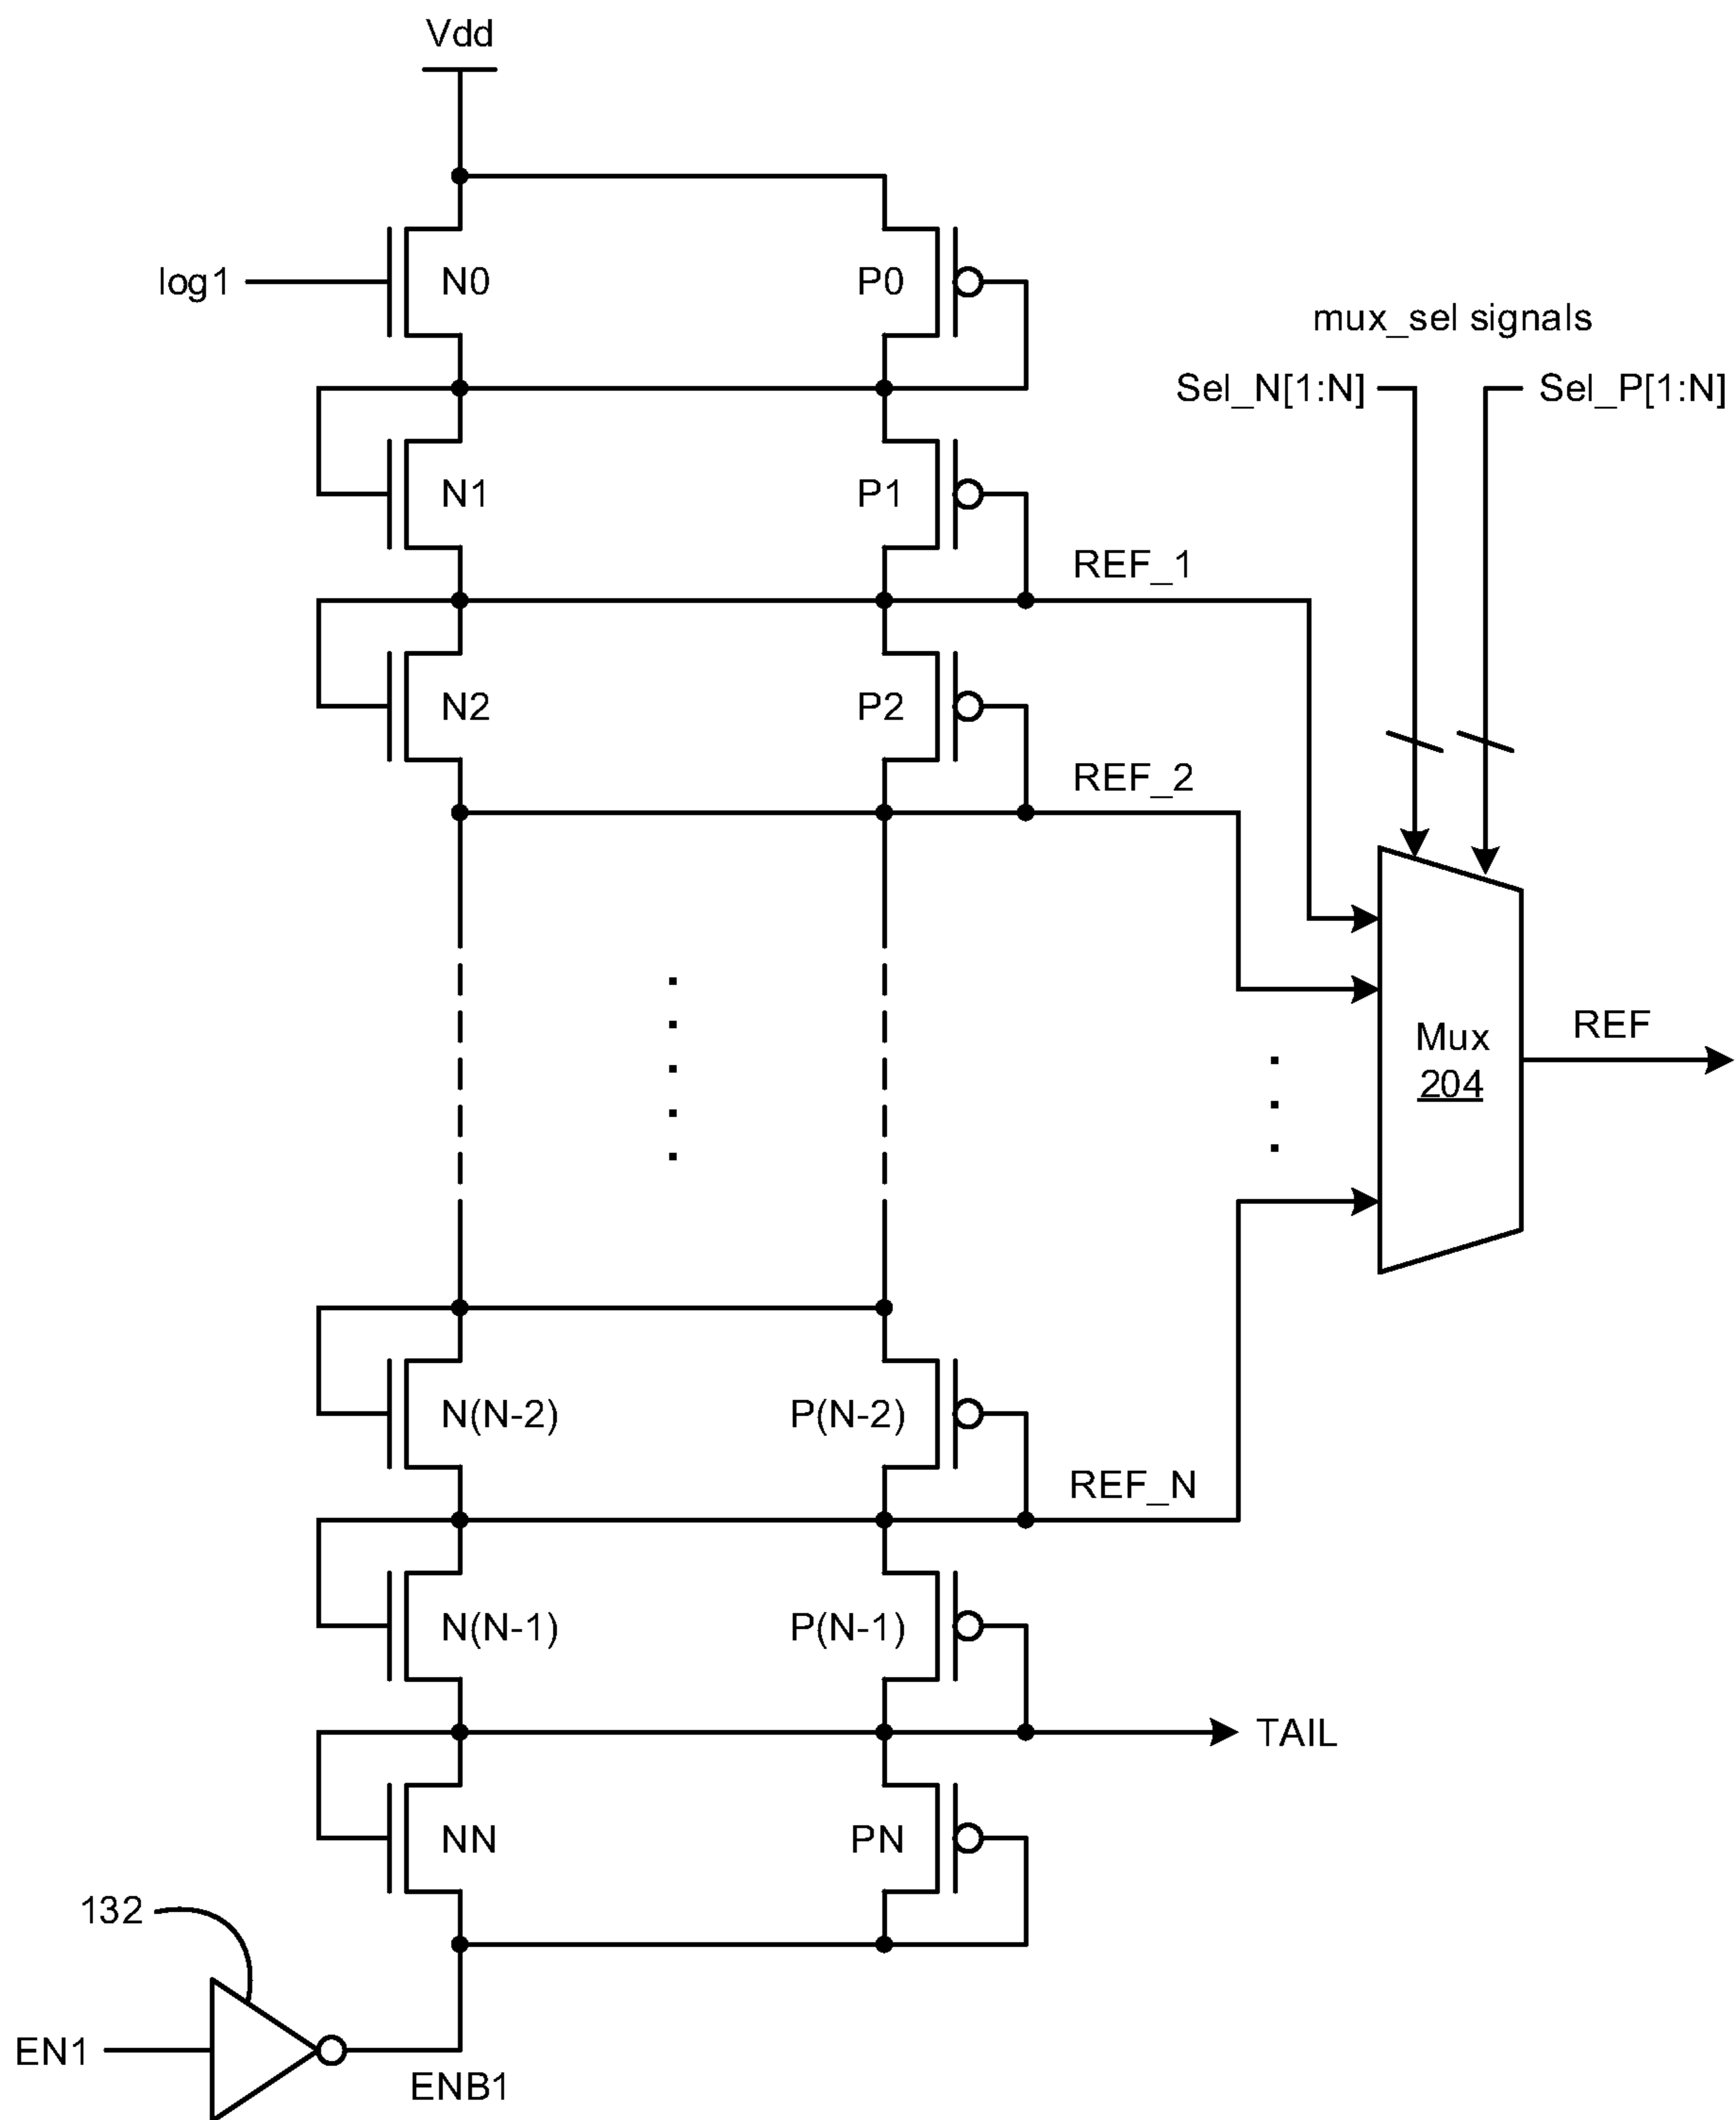 Vdd
log1
N0
P0
mux_sel signals
Sel_N[1:N]
Sel_P[1:N]
N1
P1
REF_1
N2
P2
REF_2
Mux
204
REF
N(N-2)
P(N-2)
REF_N
N(N-1)
P(N-1)
TAIL
NN
PN
132
EN1
ENB1